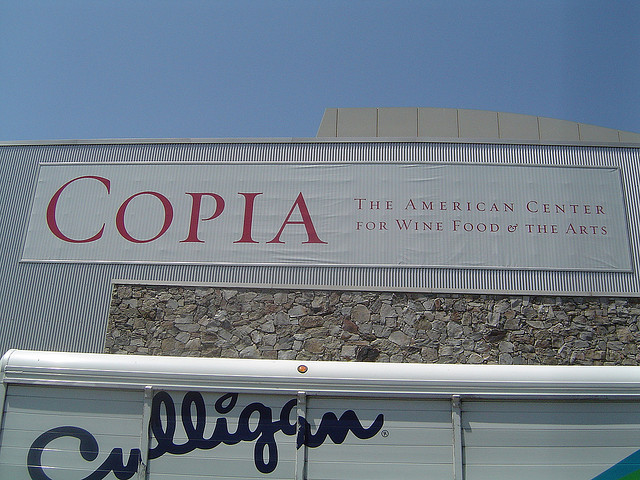 COPIA
THE AMERICAN CENTER
FOR WINE FOOD & THE ARTS
Culligan®